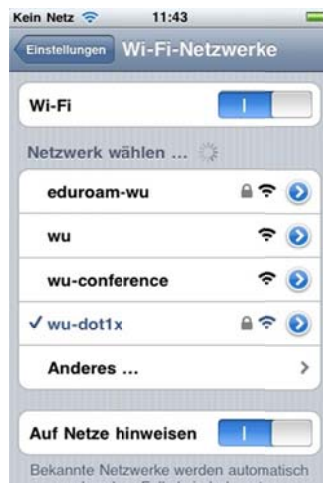 Kein Netz 11:43
Einstellungen Wi-Fi-Netzwerke
Wi-Fi
Netzwerk wählen ...
eduroam-wu
wu
wu-conference
wu-dot1x
Anderes ...
Auf Netze hinweisen
Bekannte Netzwerke werden automatisch